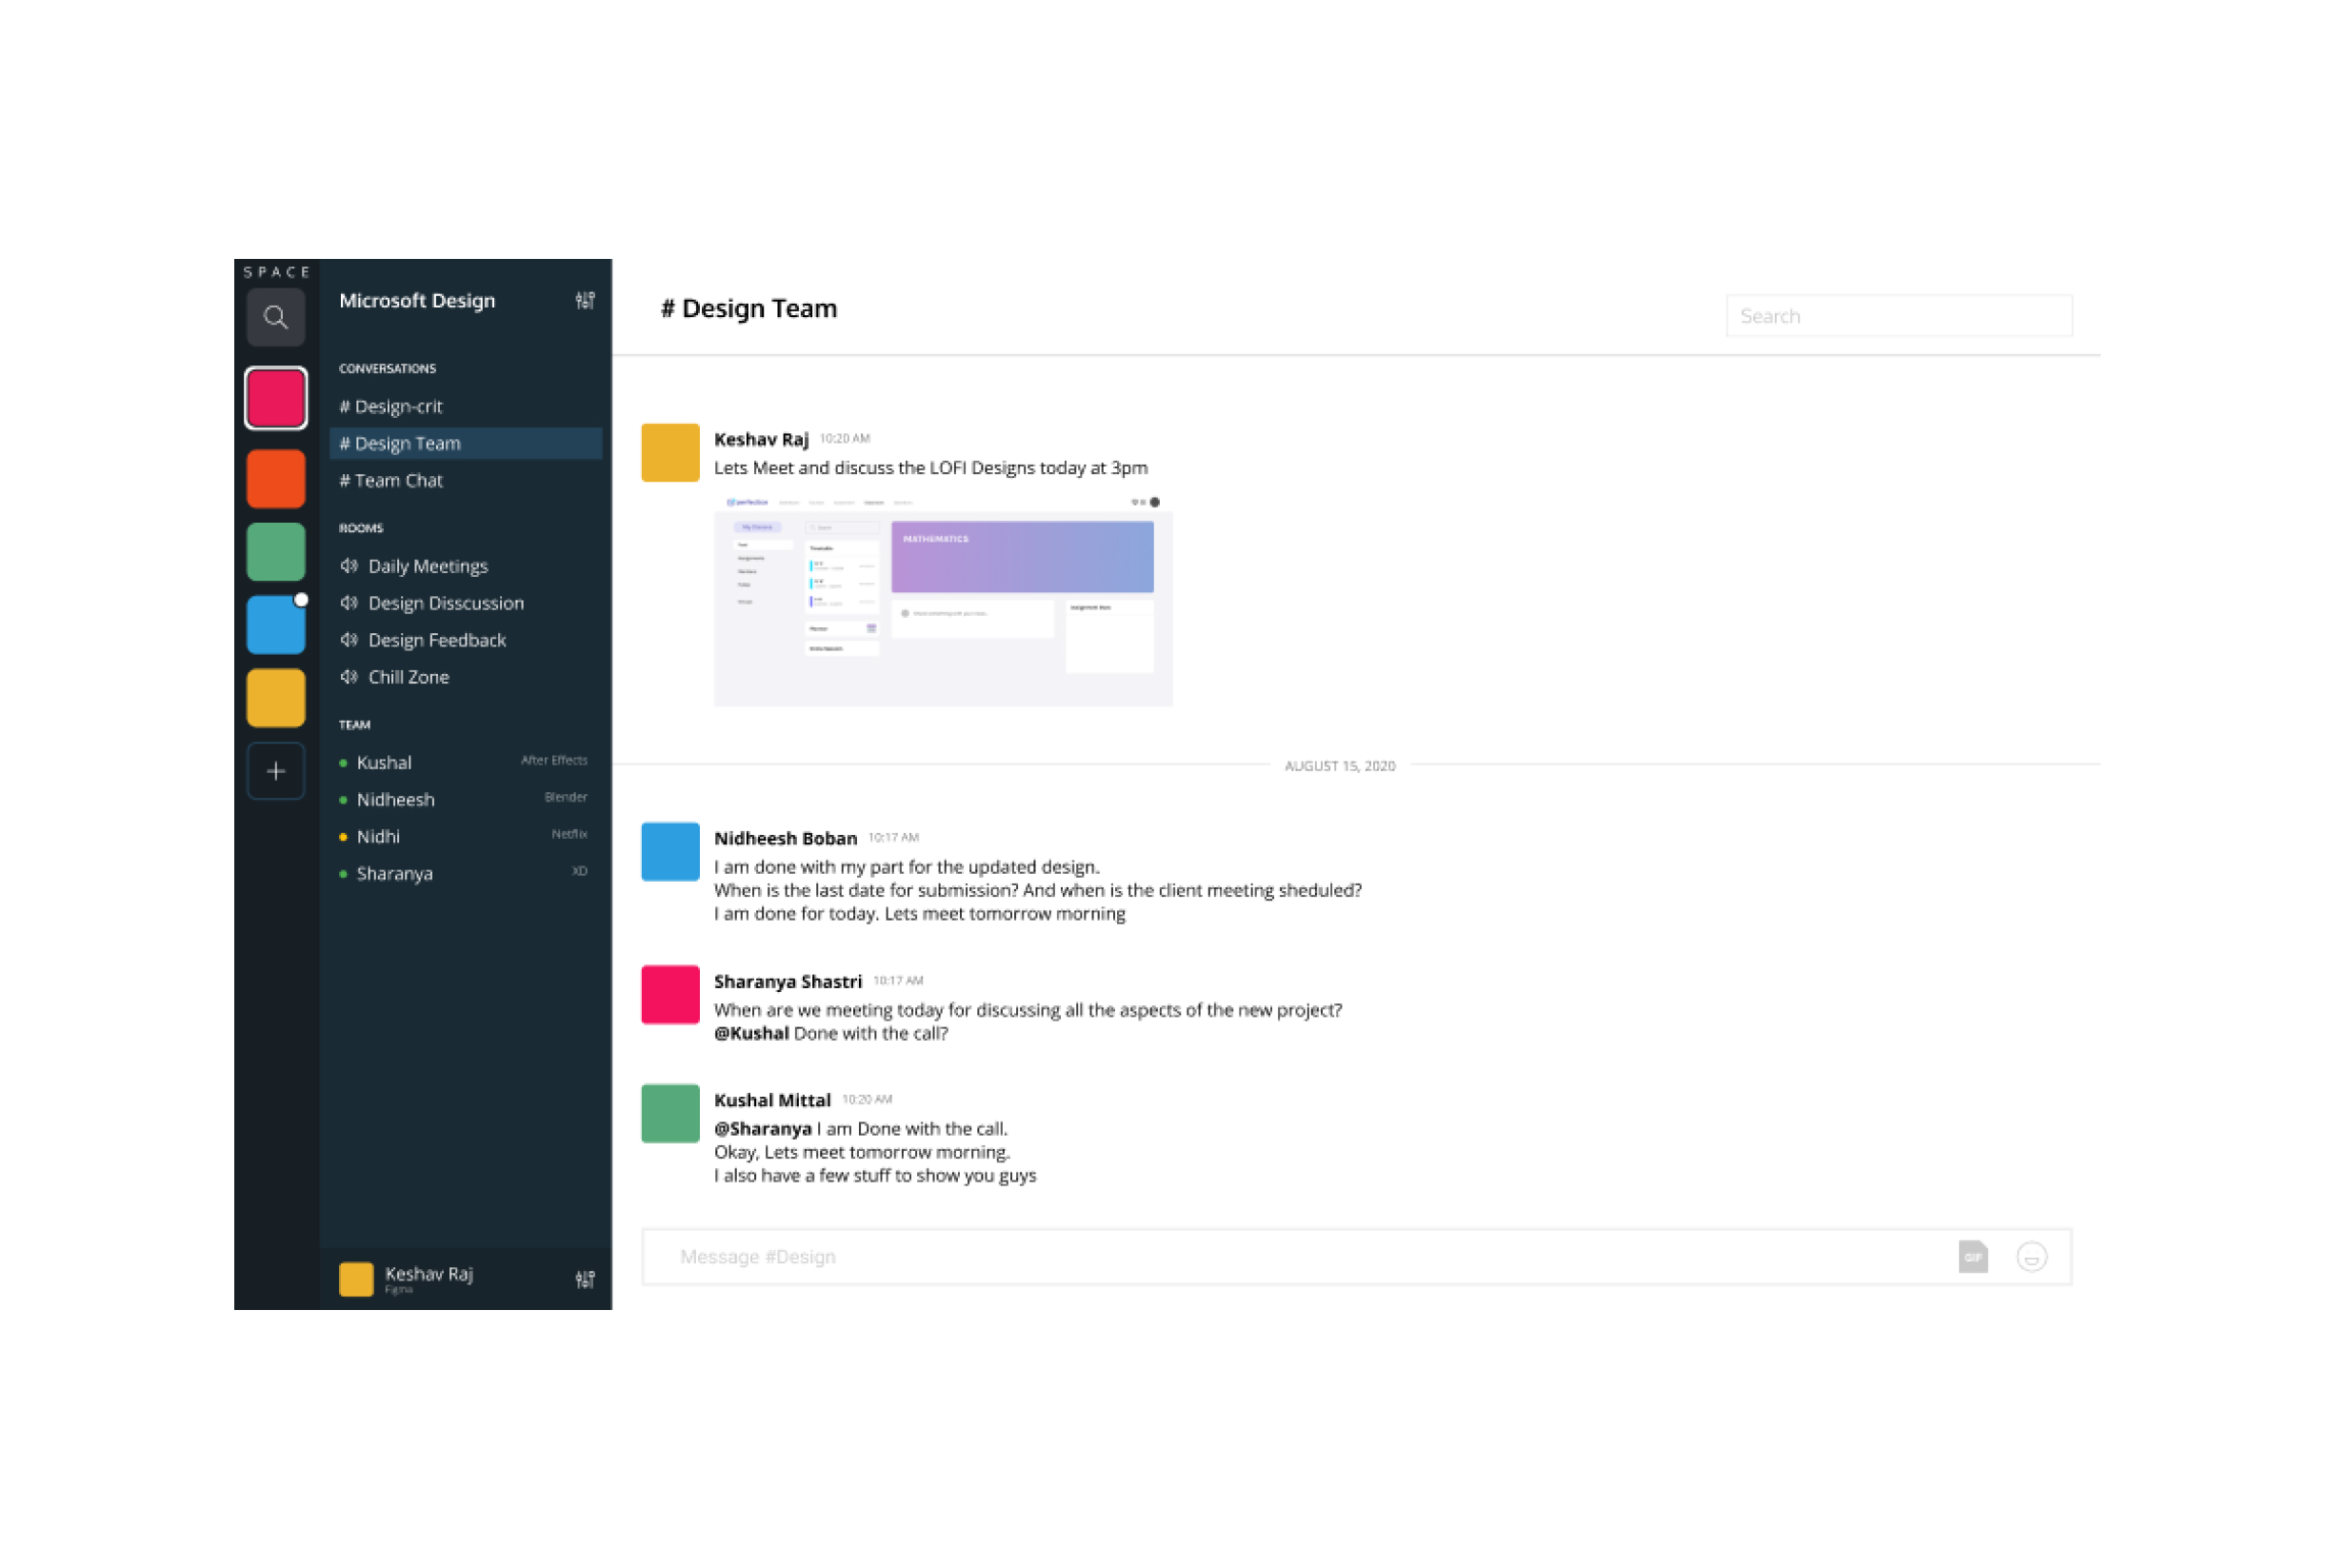 SPACE
Microsoft Design
CONVERSATIONS
# Design-crit
# Design Team
# Team Chat
ROOMS
Daily Meetings
Design Disscussion
Design Feedback
Chill Zone
TEAM
Kushal After Effects
Nidheesh Blender
Nidhi Netflix
Sharanya XD
Keshav Raj
Figma
# Design Team
Search
Keshav Raj 10:20 AM
Lets Meet and discuss the LOFI Designs today at 3pm
My Classes
Search
MATHEMATICS
Timetable
AUGUST 15, 2020
Nidheesh Boban 10:17 AM
I am done with my part for the updated design.
When is the last date for submission? And when is the client meeting sheduled?
I am done for today. Lets meet tomorrow morning
Sharanya Shastri 10:17 AM
When are we meeting today for discussing all the aspects of the new project?
@Kushal Done with the call?
Kushal Mittal 10:20 AM
@Sharanya I am Done with the call.
Okay, Lets meet tomorrow morning.
I also have a few stuff to show you guys
Message #Design
GIF